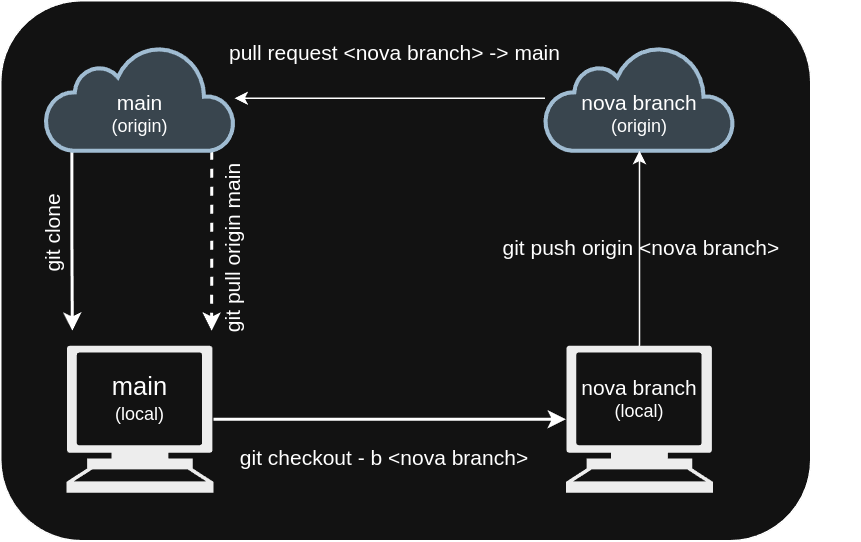 pull request <nova branch> -> main
main
(origin)
nova branch
(origin)
git clone
git pull origin main
git push origin <nova branch>
main
(local)
nova branch
(local)
git checkout - b <nova branch>